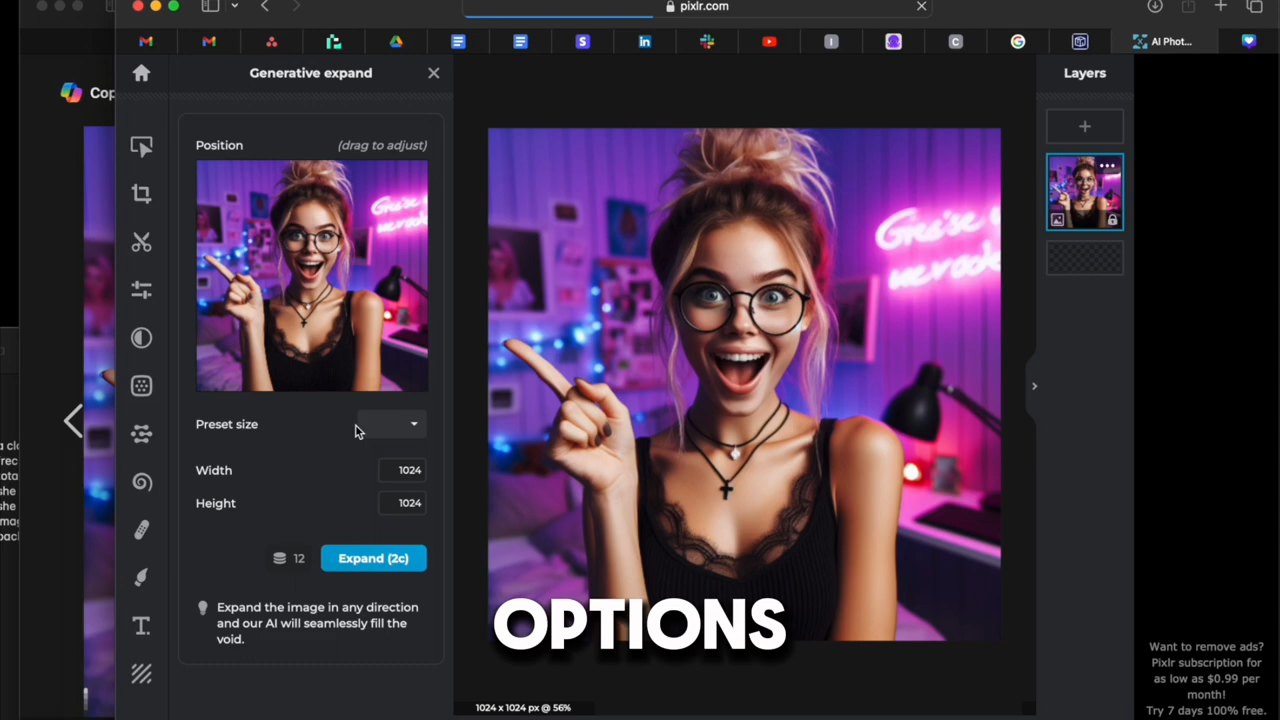 pixlr.com
AI Phot...
Cop
Generative expand
Layers
Position
(drag to adjust)
Preset size
Width
1024
Height
1024
12
Expand (2c)
Expand the image in any direction
and our AI will seamlessly fill the
void.
OPTIONS
1024 x 1024 px @ 56%
Want to remove ads?
Pixlr subscription for
as low as $0.99 per
month!
Try 7 days 100% free.